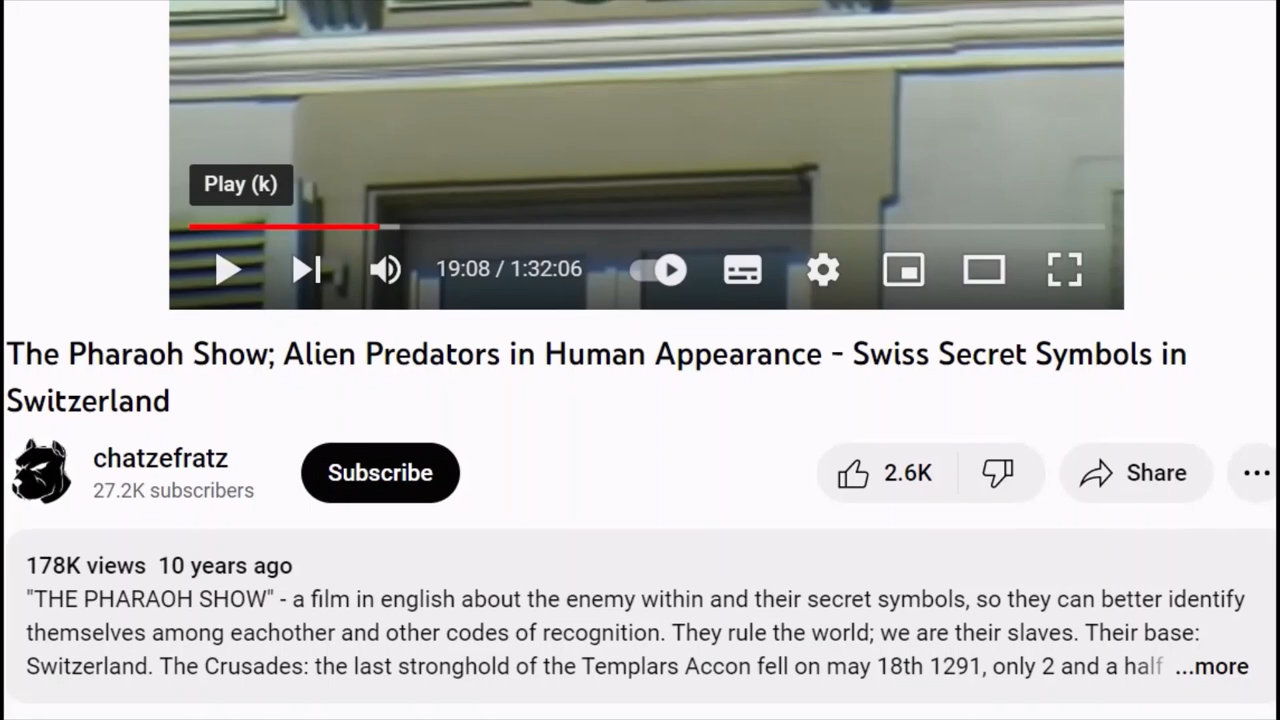 Play (k)
19:08 / 1:32:06
The Pharaoh Show; Alien Predators in Human Appearance - Swiss Secret Symbols in
Switzerland
chatzefratz
27.2K subscribers
Subscribe
2.6K
Share
178K views 10 years ago
"THE PHARAOH SHOW" - a film in english about the enemy within and their secret symbols, so they can better identify
themselves among eachother and other codes of recognition. They rule the world; we are their slaves. Their base:
Switzerland. The Crusades: the last stronghold of the Templars Accon fell on may 18th 1291, only 2 and a half ...more